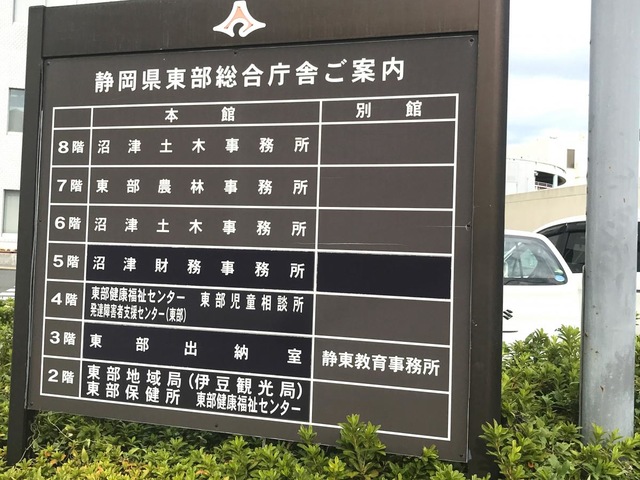 静岡県東部総合庁舎ご案内
本館 別館
8階 沼津土木事務所
7階 東部農林事務所
6階 沼津土木事務所
5階 沼津財務事務所
4階 東部健康福祉センター 東部児童相談所
発達障害者支援センター(東部)
3階 東部出納室 静東教育事務所
2階 東部地域局(伊豆観光局)
東部保健所 東部健康福祉センター